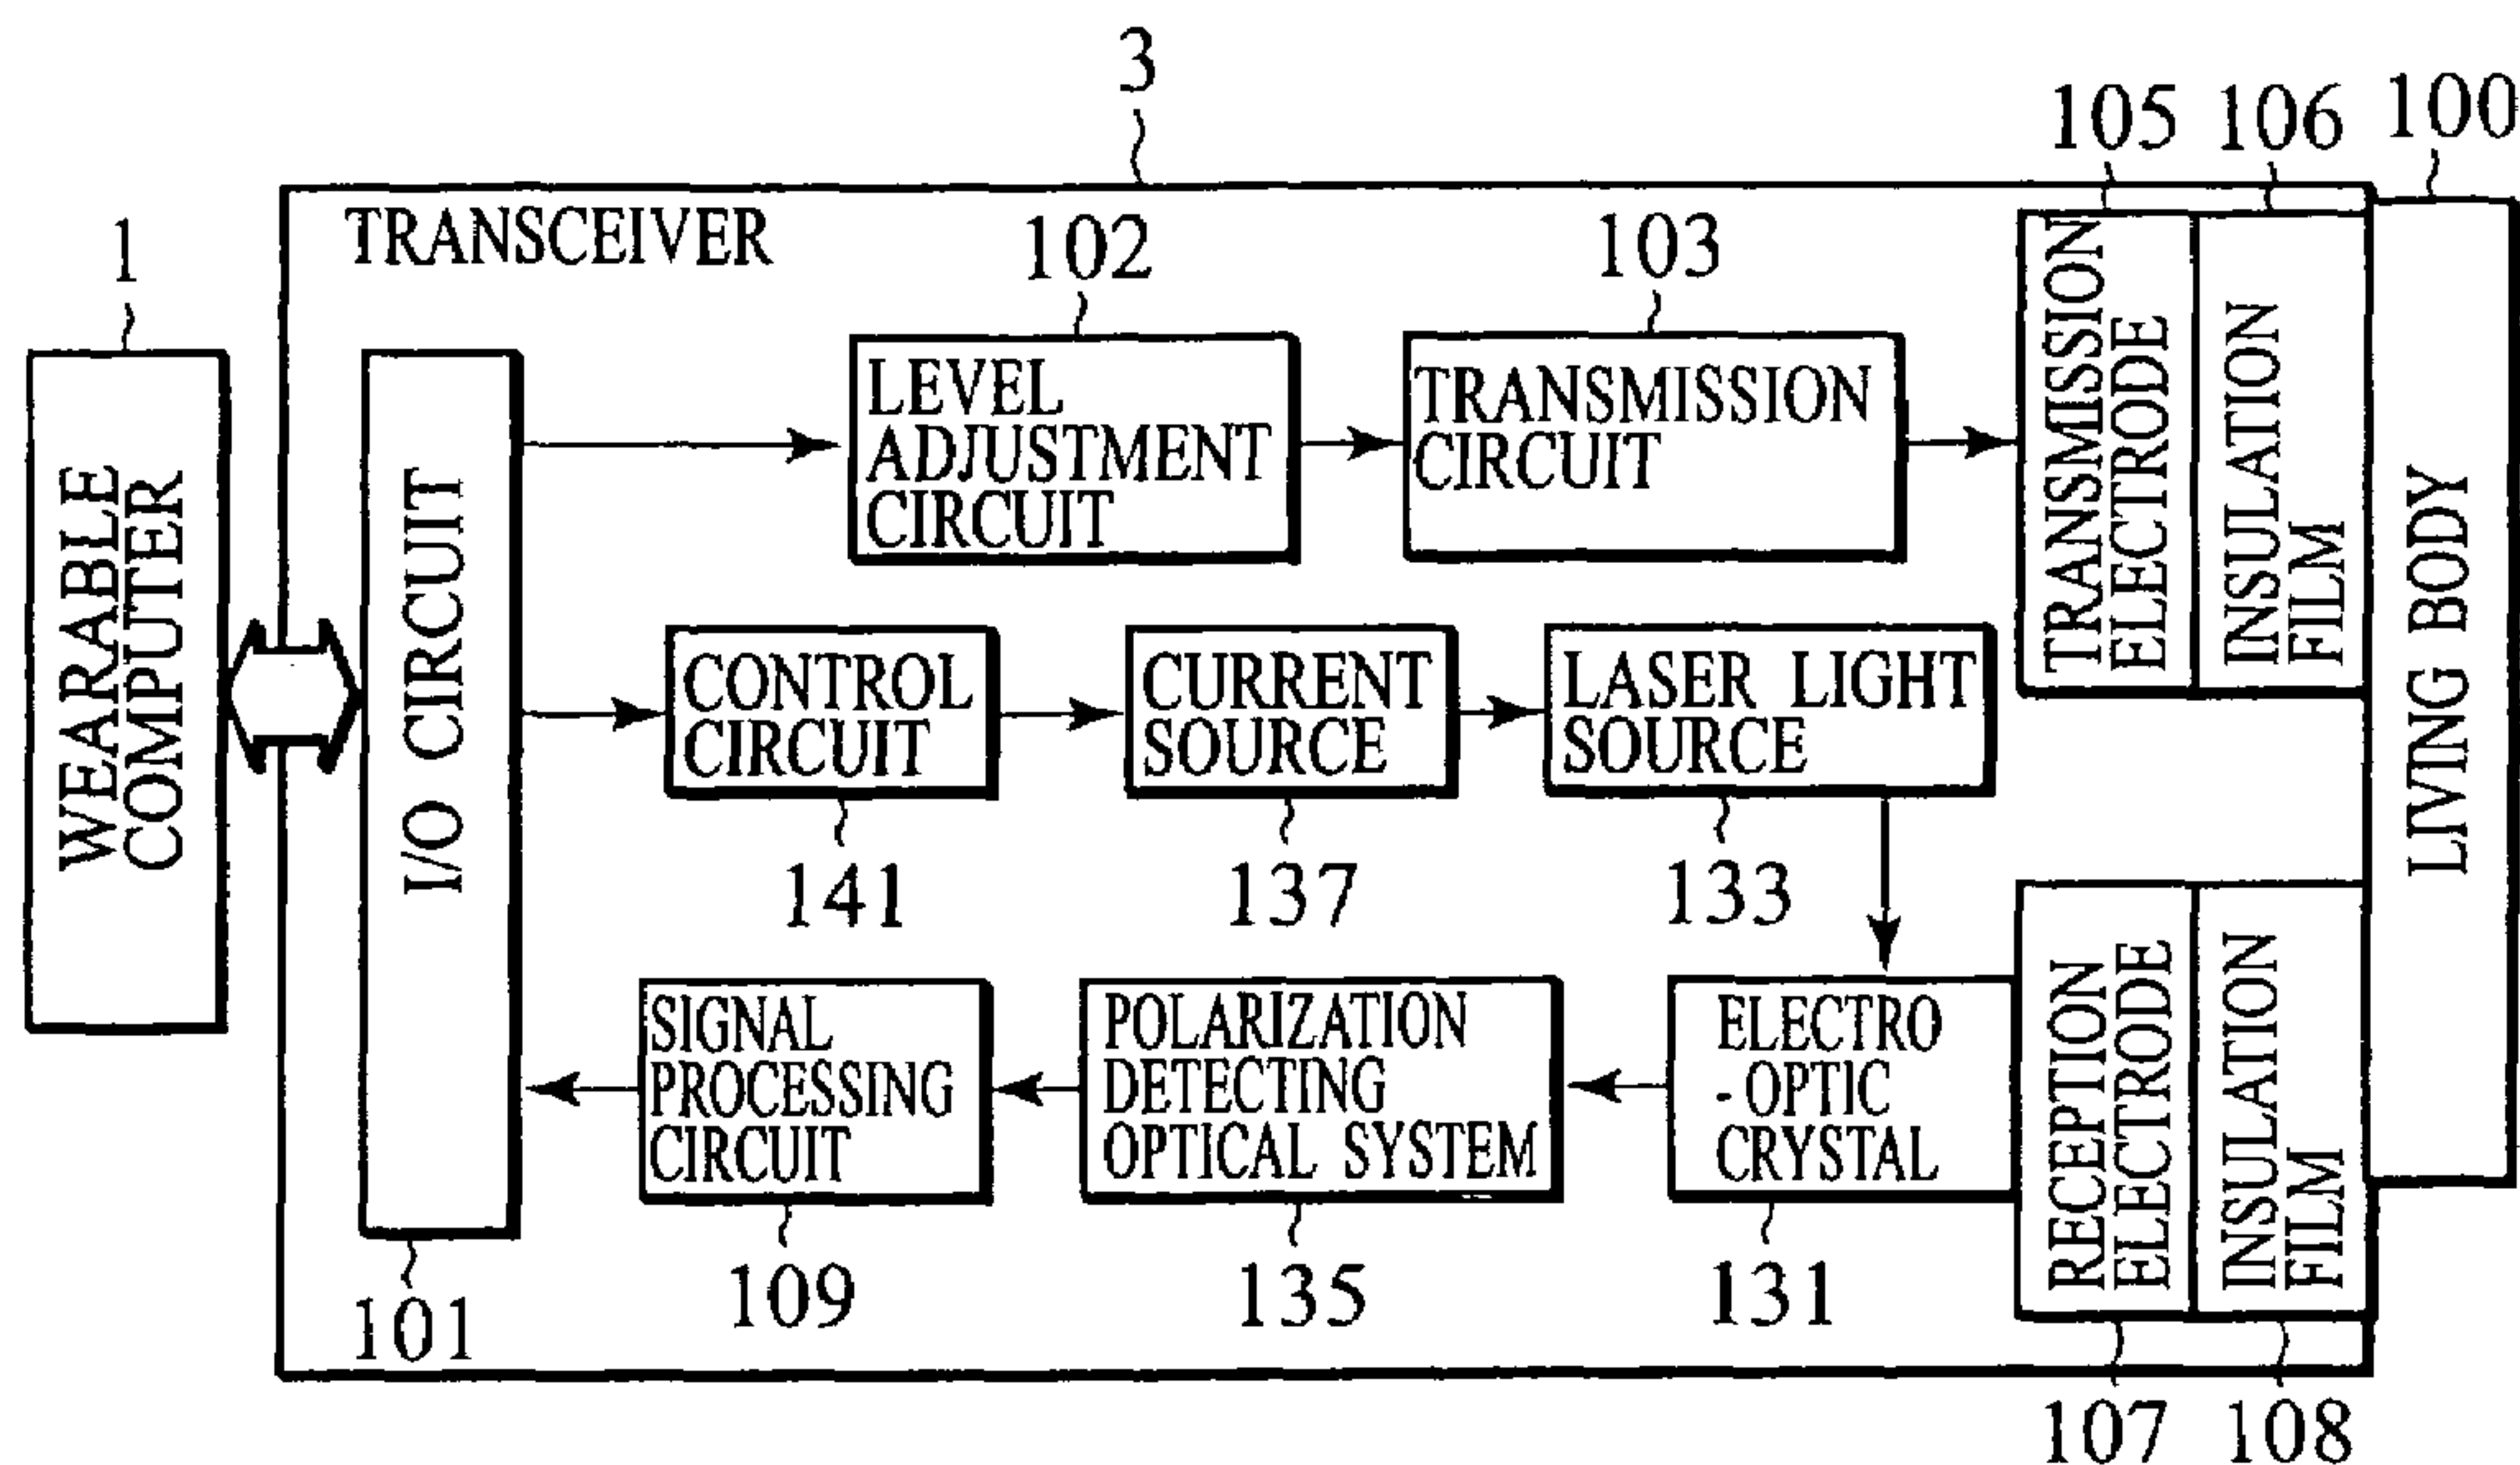 3
105 106 100
TRANSCEIVER
1
102
103
WEARABLE
COMPUTER
I/O CIRCUIT
LEVEL
ADJUSTMENT
CIRCUIT
TRANSMISSION
CIRCUIT
TRANSMISSION
ELECTRODE
INSULATION
FILM
LIVING BODY
CONTROL
CIRCUIT
CURRENT
SOURCE
LASER LIGHT
SOURCE
141
137
133
SIGNAL
PROCESSING
CIRCUIT
POLARIZATION
DETECTING
OPTICAL SYSTEM
ELECTRO
-OPTIC
CRYSTAL
RECEPTION
ELECTRODE
INSULATION
FILM
101
109
135
131
107 108